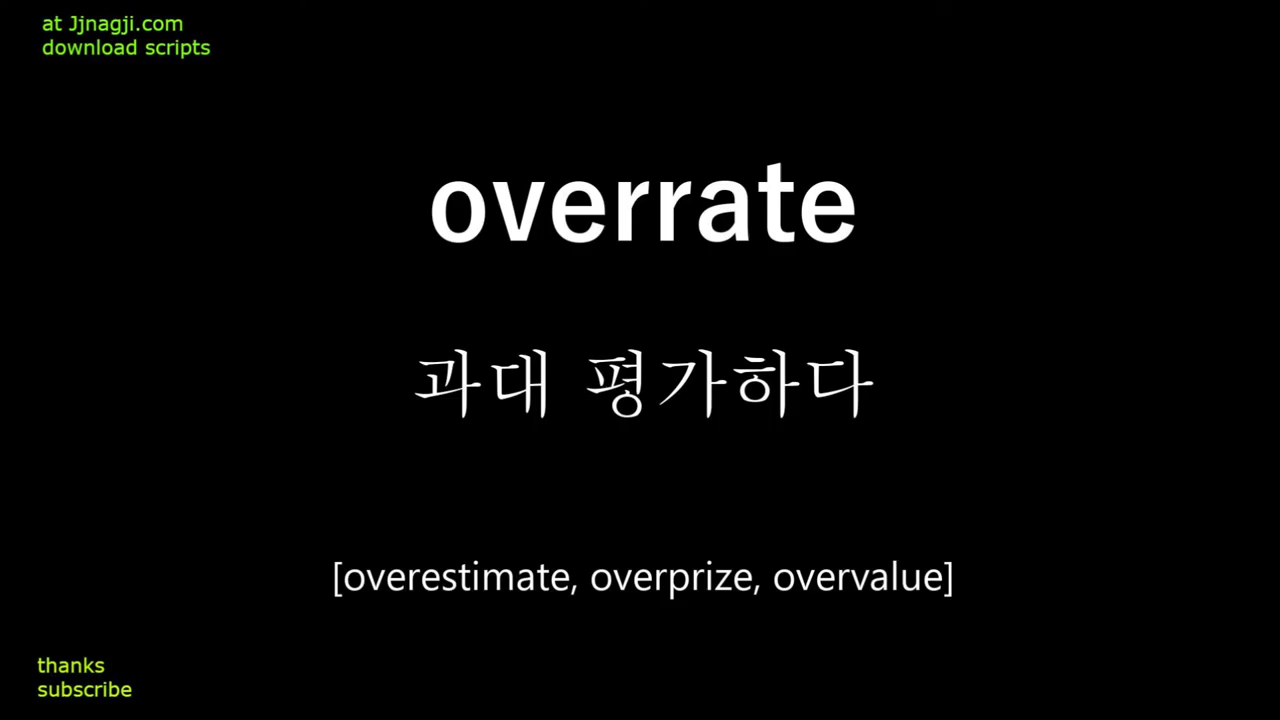 at Jjnagji.com
download scripts
overrate
과대 평가하다
[overestimate, overprize, overvalue]
thanks
subscribe